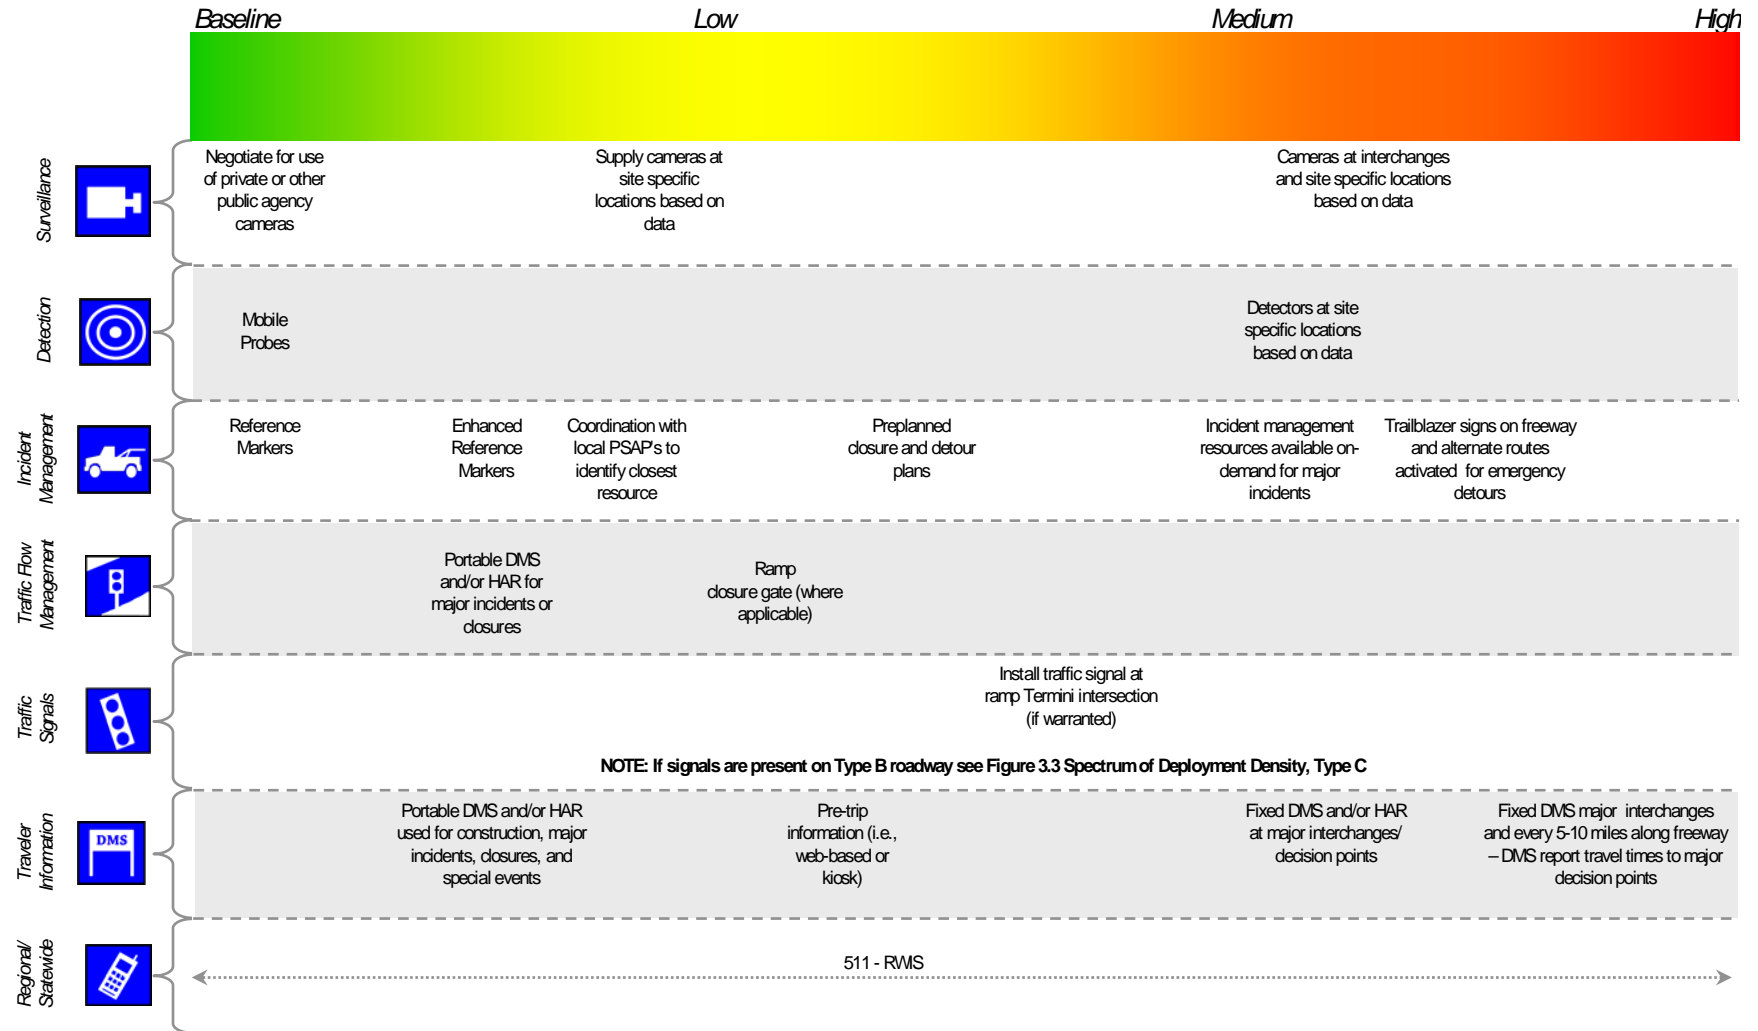 Baseline
Low
Medium
High
Surveillance
Negotiate for use
of private or other
public agency
cameras
Supply cameras at
site specific
locations based on
data
Cameras at interchanges
and site specific locations
based on data
Detection
Mobile
Probes
Detectors at site
specific locations
based on data
Incident
Management
Reference
Markers
Enhanced
Reference
Markers
Coordination with
local PSAP's to
identify closest
resource
Preplanned
closure and detour
plans
Incident management
resources available on-
demand for major
incidents
Trailblazer signs on freeway
and alternate routes
activated for emergency
detours
Traffic Flow
Management
Portable DMS
and/or HAR for
major incidents or
closures
Ramp
closure gate (where
applicable)
Traffic
Signals
Install traffic signal at
ramp Termini intersection
(if warranted)
NOTE: If signals are present on Type B roadway see Figure 3.3 Spectrum of Deployment Density, Type C
Traveler
Information
DMS
Portable DMS and/or HAR
used for construction, major
incidents, closures, and
special events
Pre-trip
information (i.e.,
web-based or
kiosk)
Fixed DMS and/or HAR
at major interchanges/
decision points
Fixed DMS major interchanges
and every 5-10 miles along freeway
– DMS report travel times to major
decision points
Regional/
Statewide
511 - RWIS